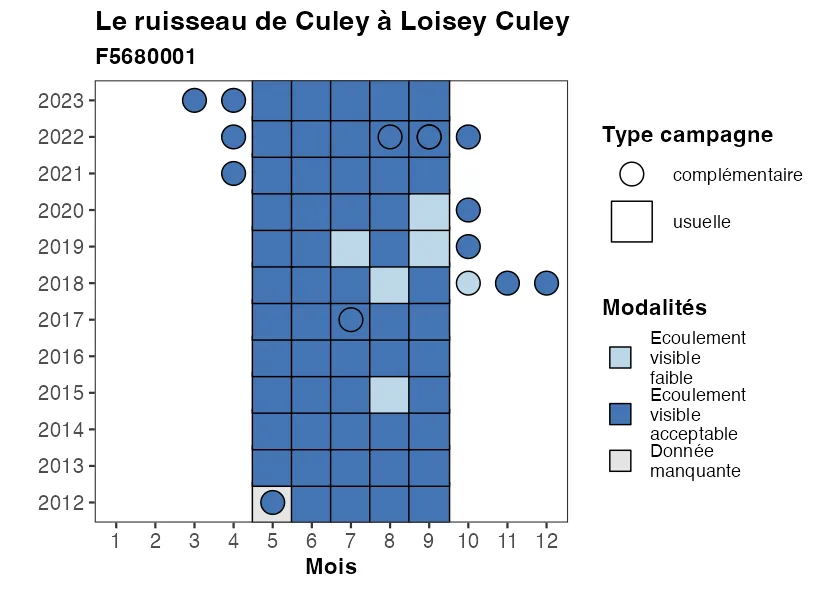 Le ruisseau de Culey à Loisey Culey
F5680001
2023
2022
2021
2020
2019
2018
2017
2016
2015
2014
2013
2012
1 2 3 4 5 6 7 8 9 10 11 12
Mois
Type campagne
complémentaire
usuelle
Modalités
Ecoulement
visible
faible
Ecoulement
visible
acceptable
Donnée
manquante